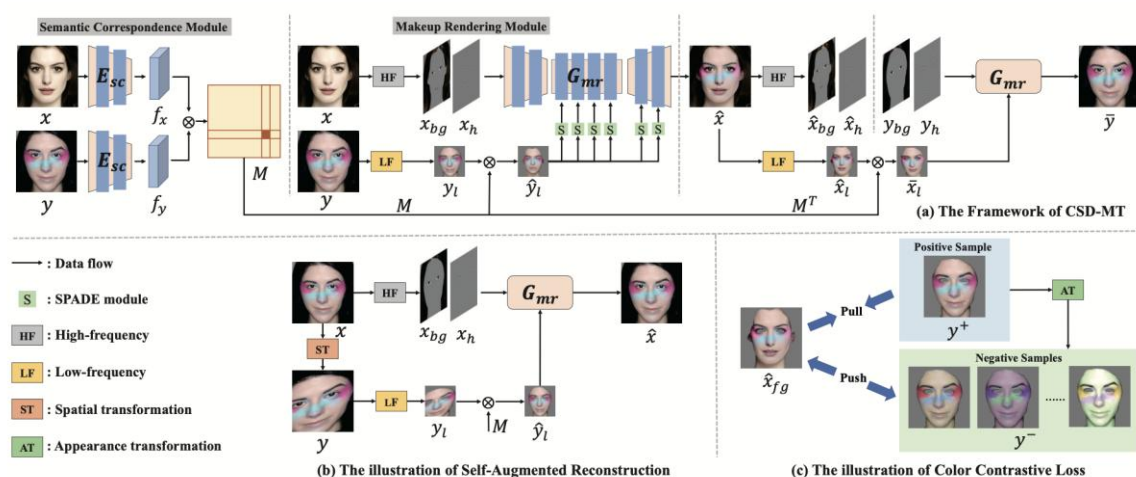 Semantic Correspondence Module
Makeup Rendering Module
E_sc
x
f_x
E_sc
y
f_y
M
x
HF
x_bg
x_h
G_mr
S S S S S S
y
LF
y_l
ŷ_l
M
x̂
HF
x̂_bg
x̂_h
y_bg
y_h
G_mr
ȳ
LF
x̂_l
x̄_l
M^T
(a) The Framework of CSD-MT
: Data flow
S : SPADE module
HF : High-frequency
LF : Low-frequency
ST : Spatial transformation
AT : Appearance transformation
x
HF
x_bg
x_h
G_mr
x̂
ST
y
LF
y_l
M
ŷ_l
(b) The illustration of Self-Augmented Reconstruction
Positive Sample
y^+
AT
Pull
Push
x̂_fg
Negative Samples
......
y^-
(c) The illustration of Color Contrastive Loss